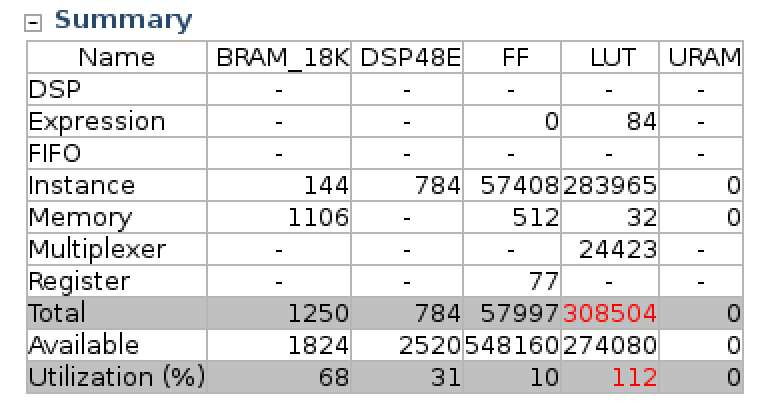 Summary
Name BRAM_18K DSP48E FF LUT URAM
DSP - - - - -
Expression - - 0 84 -
FIFO - - - - -
Instance 144 784 57408 283965 0
Memory 1106 - 512 32 0
Multiplexer - - - 24423 -
Register - - 77 - -
Total 1250 784 57997 308504 0
Available 1824 2520 548160 274080 0
Utilization (%) 68 31 10 112 0